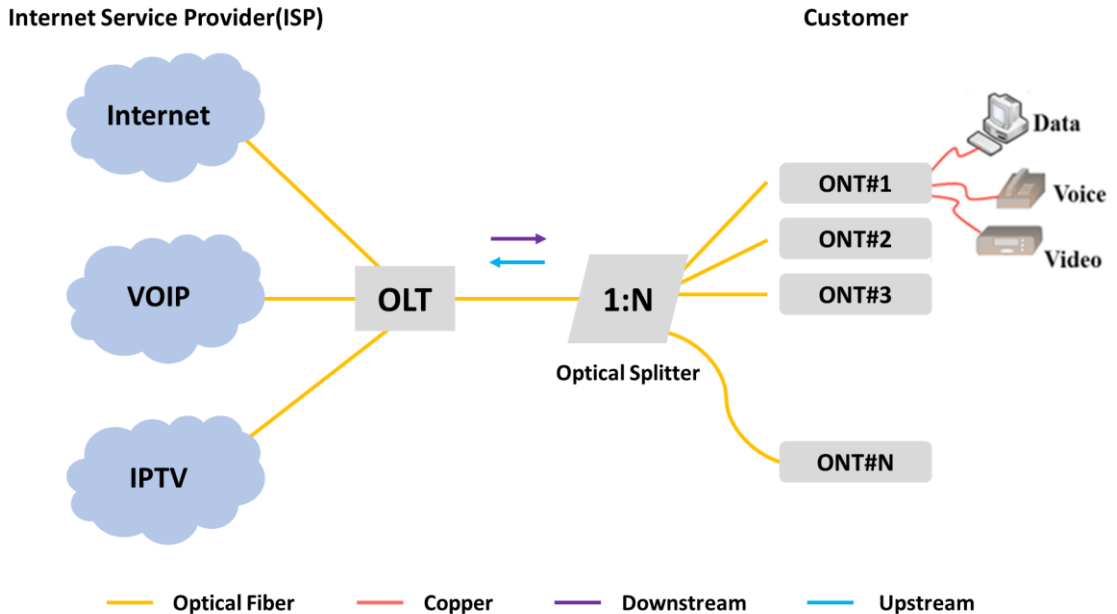 Internet Service Provider(ISP)
Customer
Internet
Data
ONT#1
Voice
ONT#2
Video
VOIP
OLT
1:N
ONT#3
Optical Splitter
IPTV
ONT#N
Optical Fiber
Copper
Downstream
Upstream